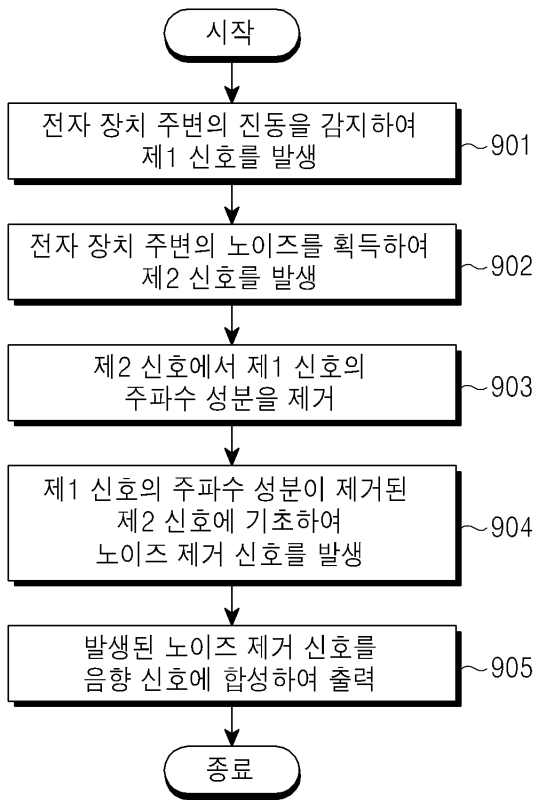 시작
전자 장치 주변의 진동을 감지하여
제1 신호를 발생
901
전자 장치 주변의 노이즈를 획득하여
제2 신호를 발생
902
제2 신호에서 제1 신호의
주파수 성분을 제거
903
제1 신호의 주파수 성분이 제거된
제2 신호에 기초하여
노이즈 제거 신호를 발생
904
발생된 노이즈 제거 신호를
음향 신호에 합성하여 출력
905
종료